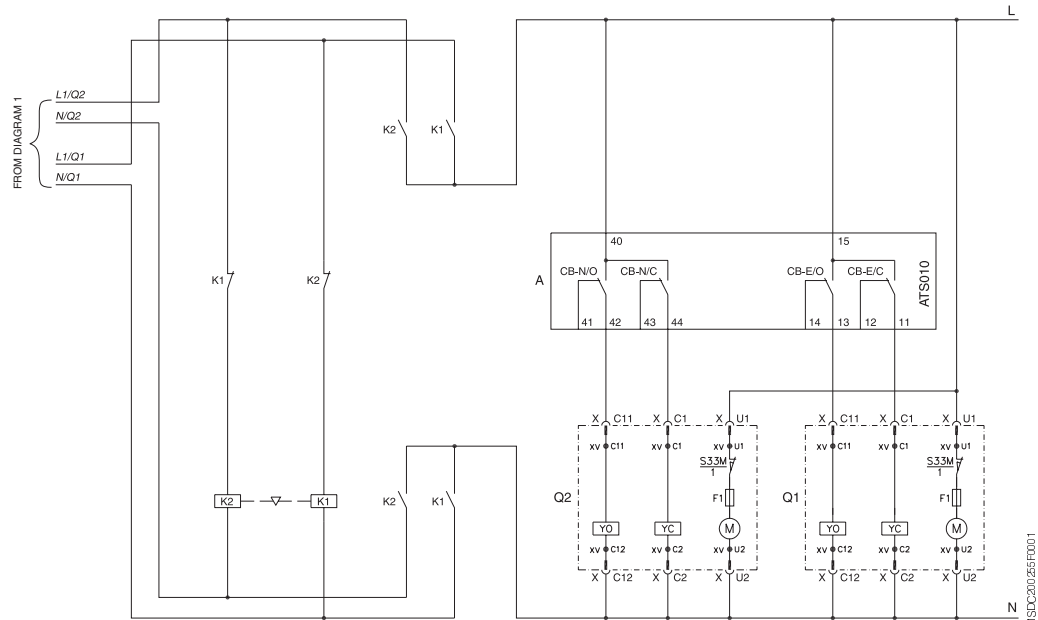 L
L1/Q2
N/Q2
FROM DIAGRAM 1
L1/Q1
N/Q1
K2 K1
40 15
K1 K2
A CB-N/O CB-N/C CB-E/O CB-E/C ATS010
41 42 43 44 14 13 12 11
X C11 X C1 X U1 X C11 X C1 X U1
xv C11 xv C1 xv U1 xv C11 xv C1 xv U1
S33M S33M
1 1
K2 K1 K2 K1 Q2 F1 Q1 F1
YO YC M YO YC M
xv C12 xv C2 xv U2 xv C12 xv C2 xv U2
X C12 X C2 X U2 X C12 X C2 X U2
N
1SDC200255F0001